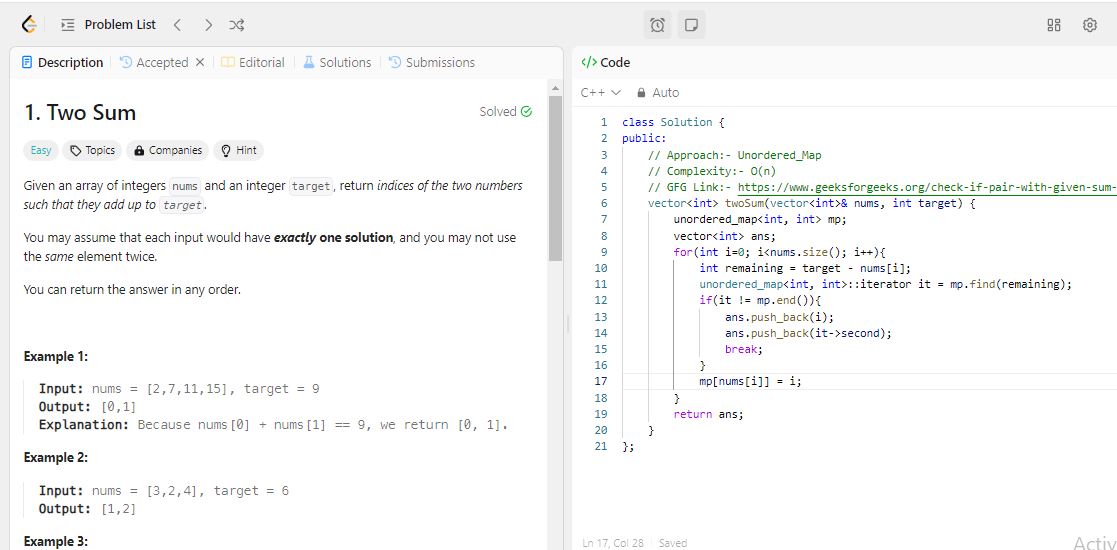 Problem List
Description Accepted Editorial Solutions Submissions
1. Two Sum
Solved
Easy Topics Companies Hint
Given an array of integers nums and an integer target, return indices of the two numbers
such that they add up to target.
You may assume that each input would have exactly one solution, and you may not use
the same element twice.
You can return the answer in any order.
Example 1:
Input: nums = [2,7,11,15], target = 9
Output: [0,1]
Explanation: Because nums[0] + nums[1] == 9, we return [0, 1].
Example 2:
Input: nums = [3,2,4], target = 6
Output: [1,2]
Example 3:
</> Code
C++ Auto
1 class Solution {
2 public:
3 // Approach:- Unordered_Map
4 // Complexity:- O(n)
5 // GFG Link:- https://www.geeksforgeeks.org/check-if-pair-with-given-sum-
6 vector<int> twoSum(vector<int>& nums, int target) {
7 unordered_map<int, int> mp;
8 vector<int> ans;
9 for(int i=0; i<nums.size(); i++){
10 int remaining = target - nums[i];
11 unordered_map<int, int>::iterator it = mp.find(remaining);
12 if(it != mp.end()){
13 ans.push_back(i);
14 ans.push_back(it->second);
15 break;
16 }
17 mp[nums[i]] = i;
18 }
19 return ans;
20 }
21 };
Ln 17, Col 28 Saved
Activ